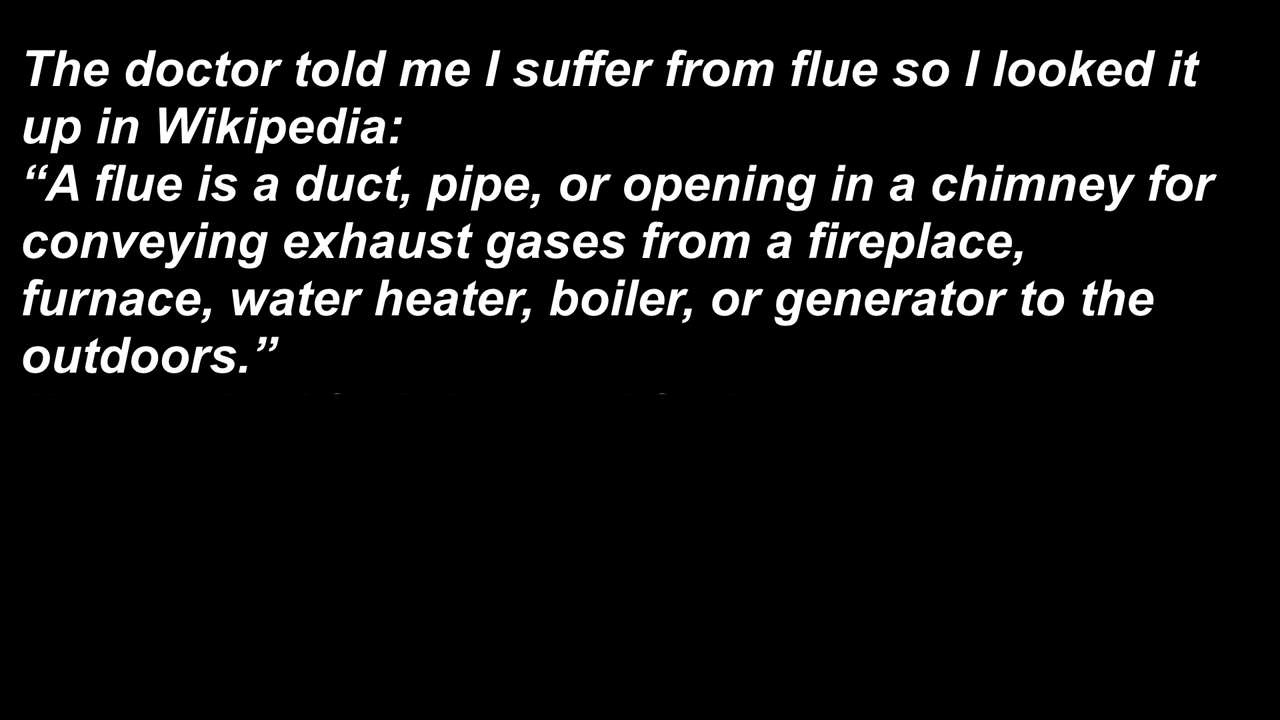 The doctor told me I suffer from flue so I looked it
up in Wikipedia:
“A flue is a duct, pipe, or opening in a chimney for
conveying exhaust gases from a fireplace,
furnace, water heater, boiler, or generator to the
outdoors.”